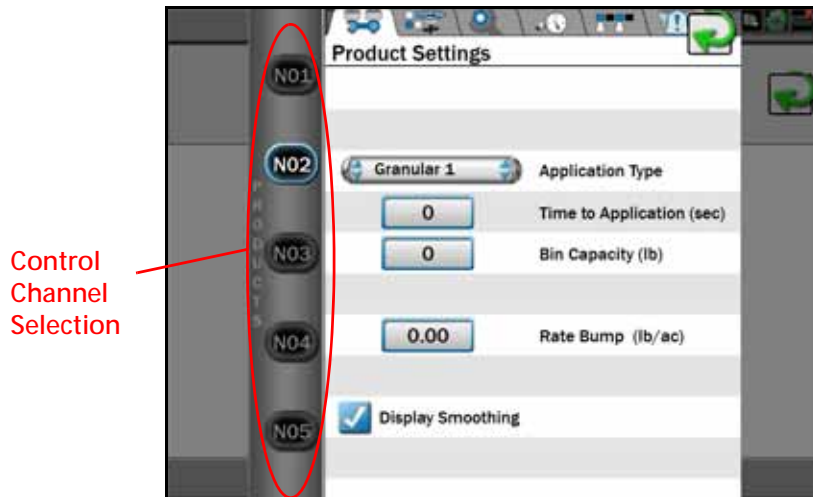 Product Settings
N01
N02
Granular 1
Application Type
0
Time to Application (sec)
PRODUCTS
N03
0
Bin Capacity (lb)
Control
Channel
Selection
N04
0.00
Rate Bump (lb/ac)
Display Smoothing
N05